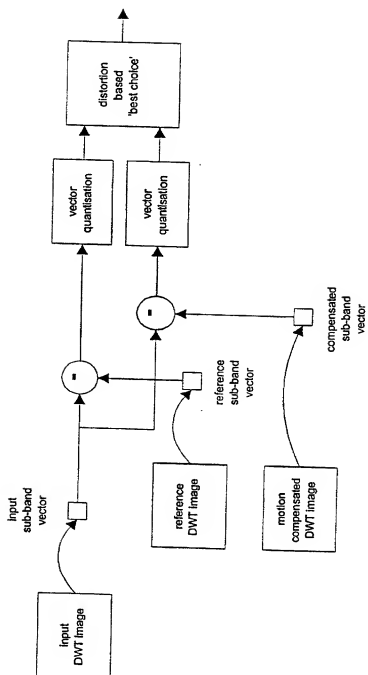 input
DWT Image
input
sub-band
vector
reference
DWT Image
reference
sub-band
vector
motion
compensated
DWT Image
compensated
sub-band
vector
-
-
vector
quantisation
vector
quantisation
distortion
based
'best choice'